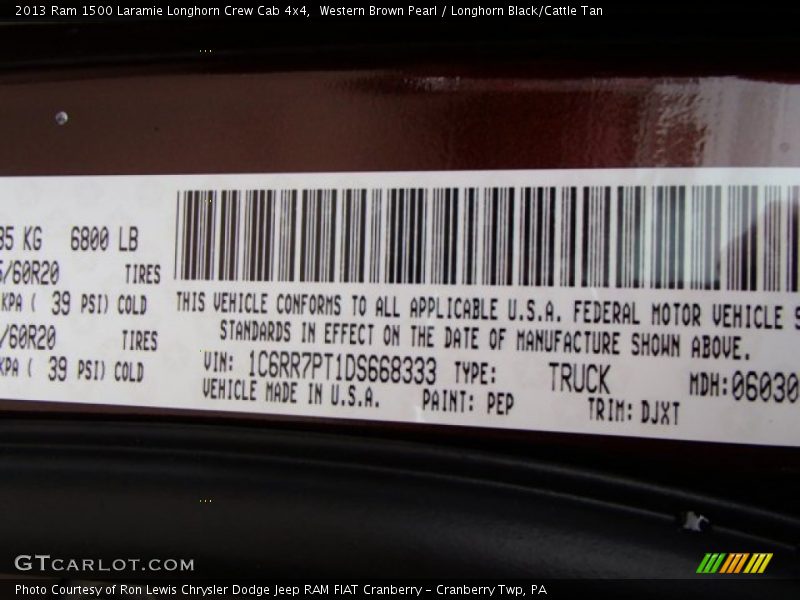 2013 Ram 1500 Laramie Longhorn Crew Cab 4x4,  Western Brown Pearl / Longhorn Black/Cattle Tan
85 KG 6800 LB
5/60R20 TIRES
KPA ( 39 PSI) COLD
/60R20 TIRES
KPA ( 39 PSI) COLD
THIS VEHICLE CONFORMS TO ALL APPLICABLE U.S.A. FEDERAL MOTOR VEHICLE S
STANDARDS IN EFFECT ON THE DATE OF MANUFACTURE SHOWN ABOVE.
VIN: 1C6RR7PT1DS668333 TYPE: TRUCK MDH: 06030
VEHICLE MADE IN U.S.A. PAINT: PEP TRIM: DJXT
GTCARLOT.COM
Photo Courtesy of Ron Lewis Chrysler Dodge Jeep RAM FIAT Cranberry – Cranberry Twp, PA